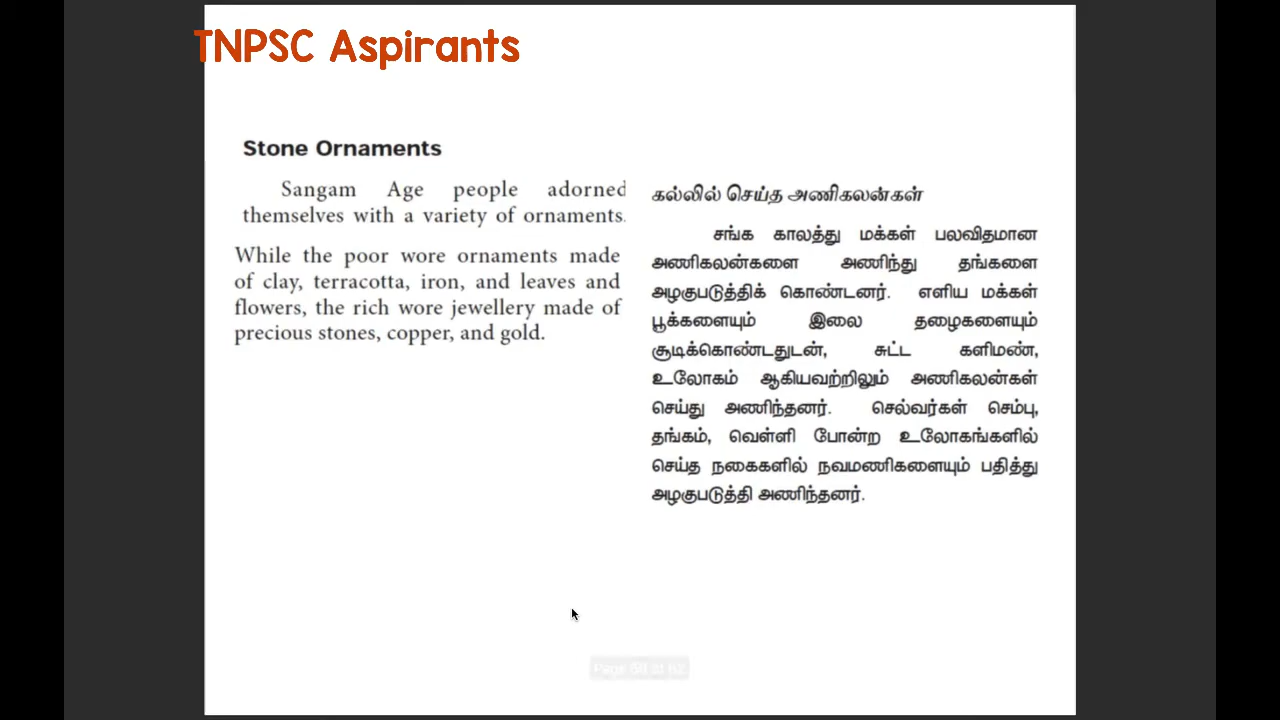 TNPSC Aspirants
Stone Ornaments
Sangam Age people adorned
themselves with a variety of ornaments.
While the poor wore ornaments made
of clay, terracotta, iron, and leaves and
flowers, the rich wore jewellery made of
precious stones, copper, and gold.
கல்லில் செய்த அணிகலன்கள்
சங்க காலத்து மக்கள் பலவிதமான
அணிகலன்களை அணிந்து தங்களை
அழகுபடுத்திக் கொண்டனர். எளிய மக்கள்
பூக்களையும் இலை தழைகளையும்
சூடிக்கொண்டதுடன், சுட்ட களிமண்,
உலோகம் ஆகியவற்றிலும் அணிகலன்கள்
செய்து அணிந்தனர். செல்வர்கள் செம்பு,
தங்கம், வெள்ளி போன்ற உலோகங்களில்
செய்த நகைகளில் நவமணிகளையும் பதித்து
அழகுபடுத்தி அணிந்தனர்.
Page 58 of 62